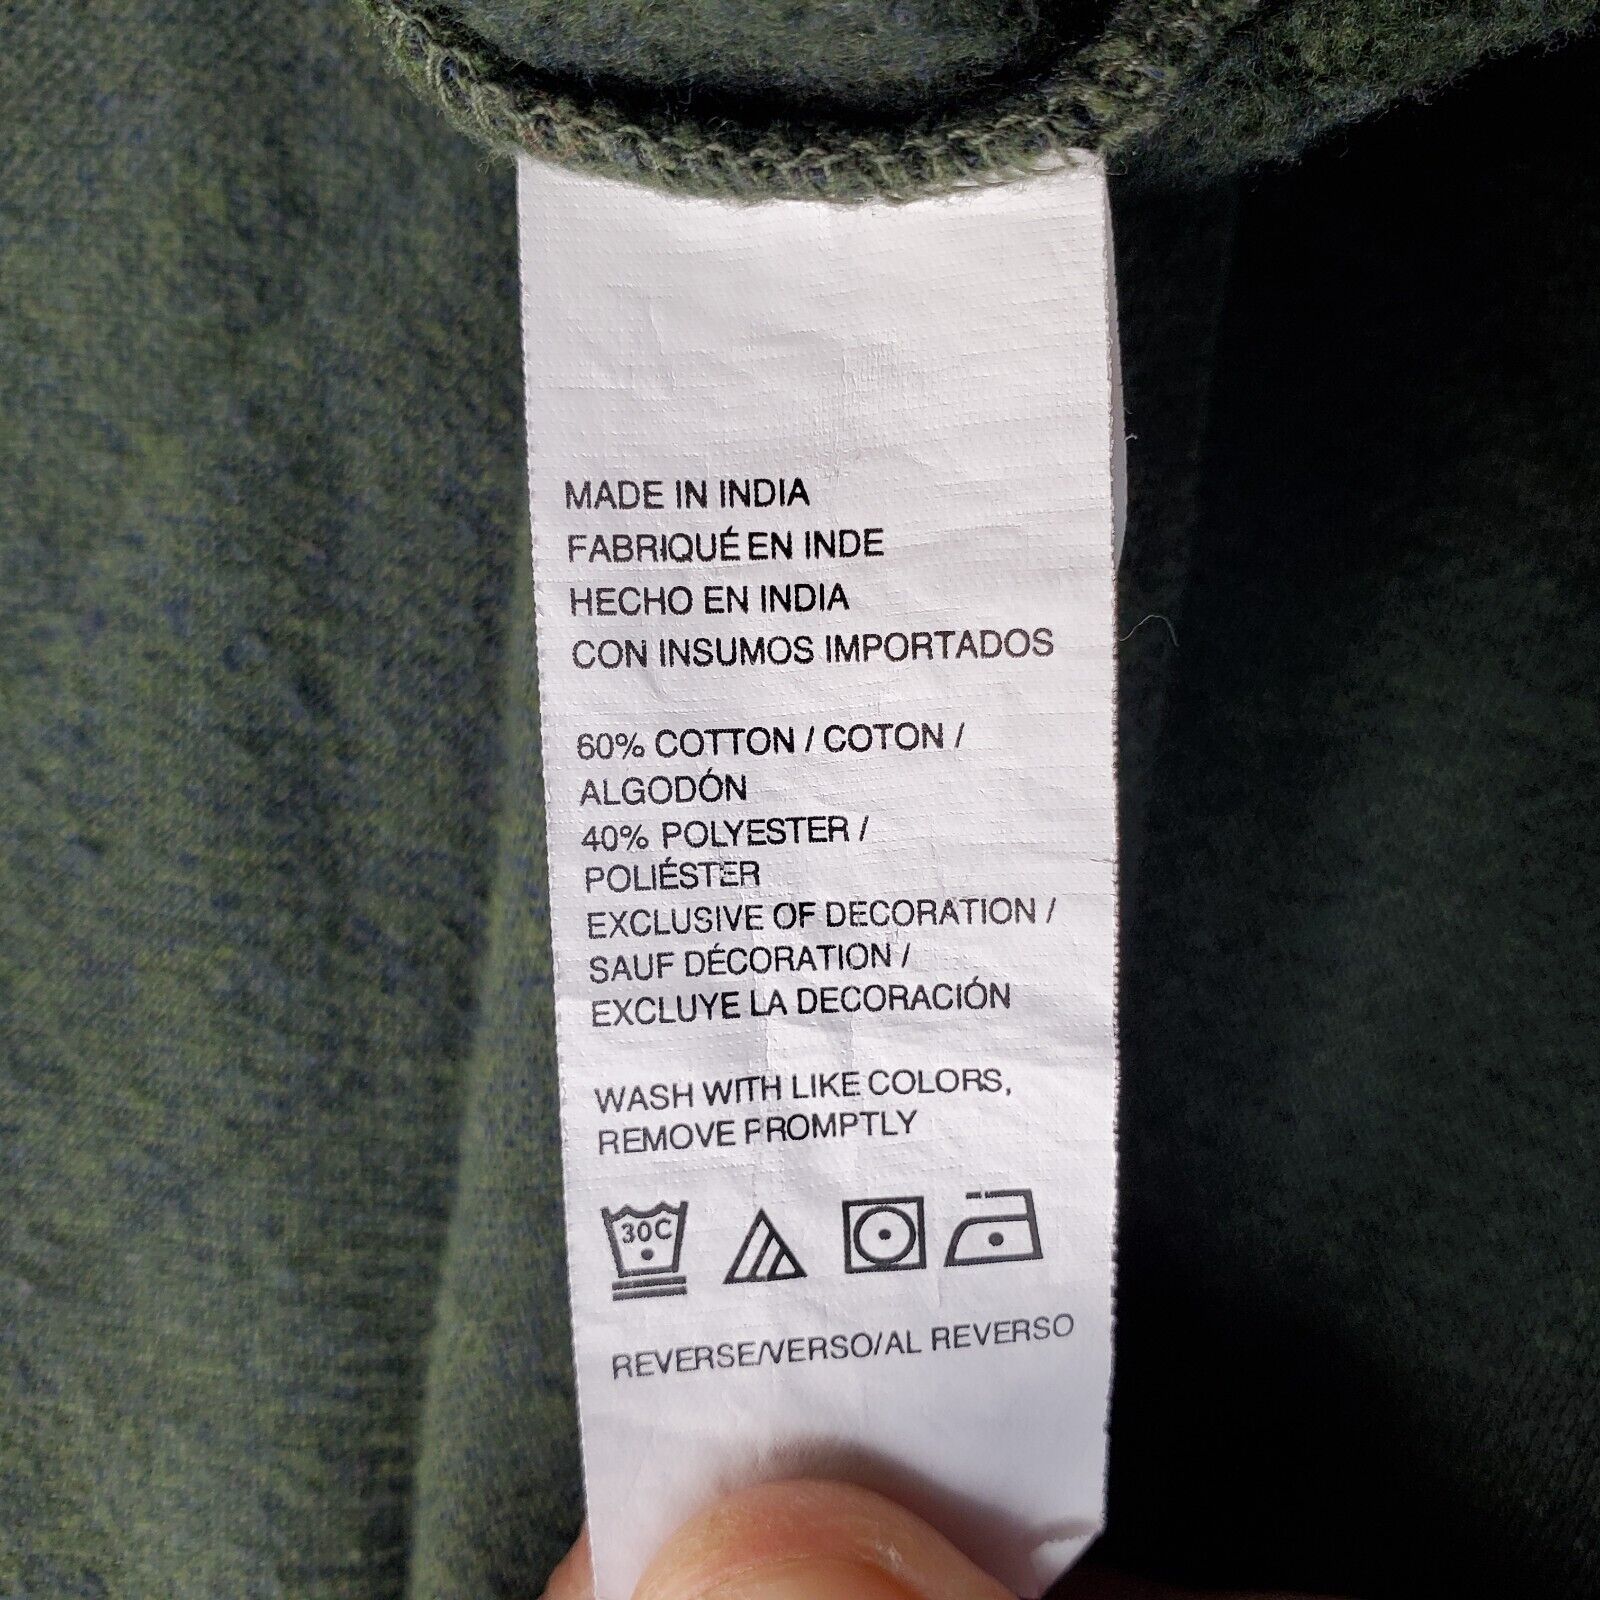 MADE IN INDIA
FABRIQUÉ EN INDE
HECHO EN INDIA
CON INSUMOS IMPORTADOS
60% COTTON / COTON /
ALGODÓN
40% POLYESTER /
POLIÉSTER
EXCLUSIVE OF DECORATION /
SAUF DÉCORATION /
EXCLUYE LA DECORACIÓN
WASH WITH LIKE COLORS,
REMOVE PROMPTLY
30C
REVERSE/VERSO/AL REVERSO